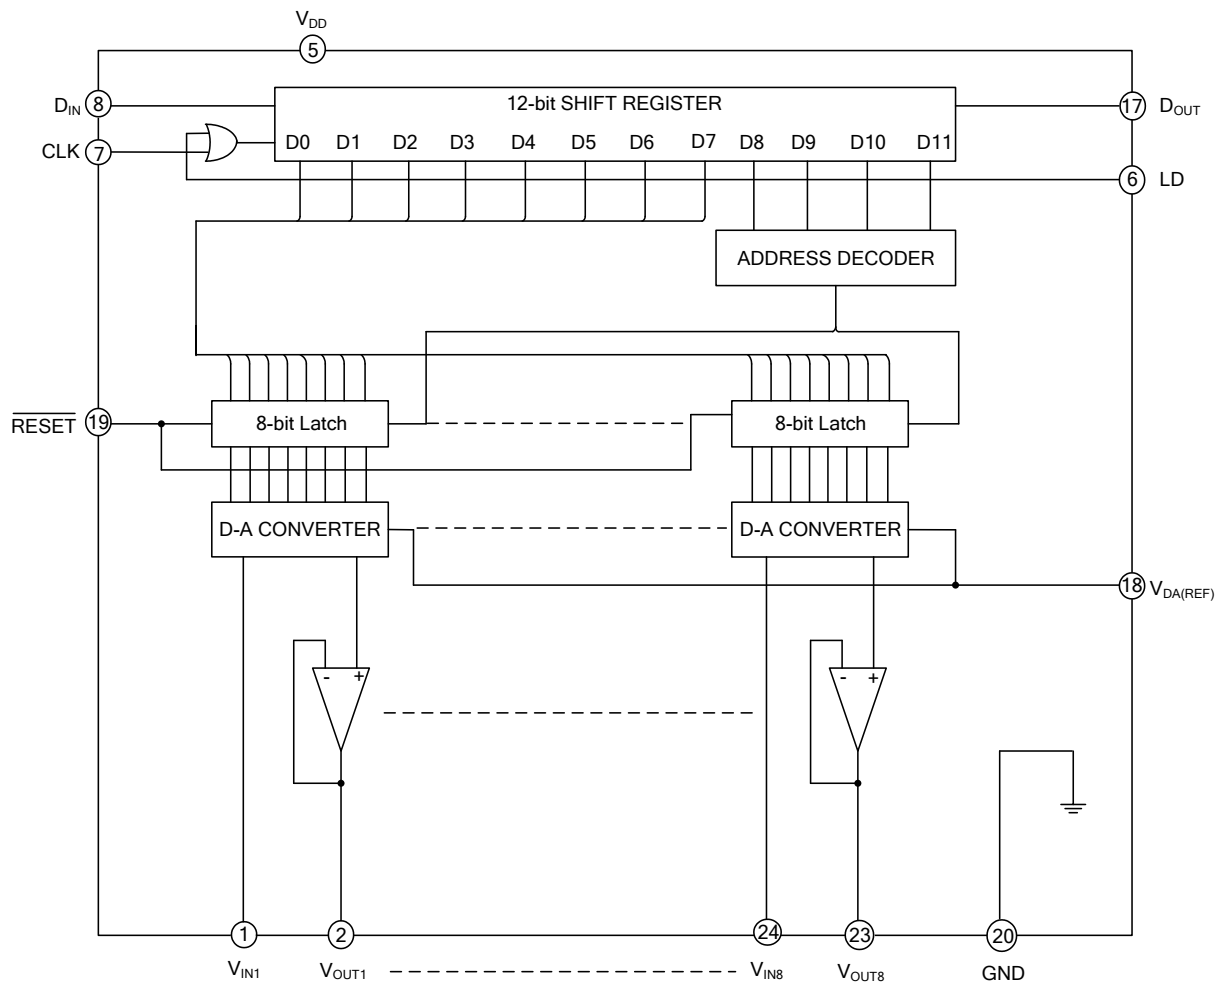 VDD
5
DIN 8
12-bit SHIFT REGISTER
17 DOUT
CLK 7
D0 D1 D2 D3 D4 D5 D6 D7 D8 D9 D10 D11
6 LD
ADDRESS DECODER
RESET 19
8-bit Latch
8-bit Latch
D-A CONVERTER
D-A CONVERTER
18 VDA(REF)
- +
- +
1 2 24 23 20
VIN1 VOUT1 VIN8 VOUT8 GND